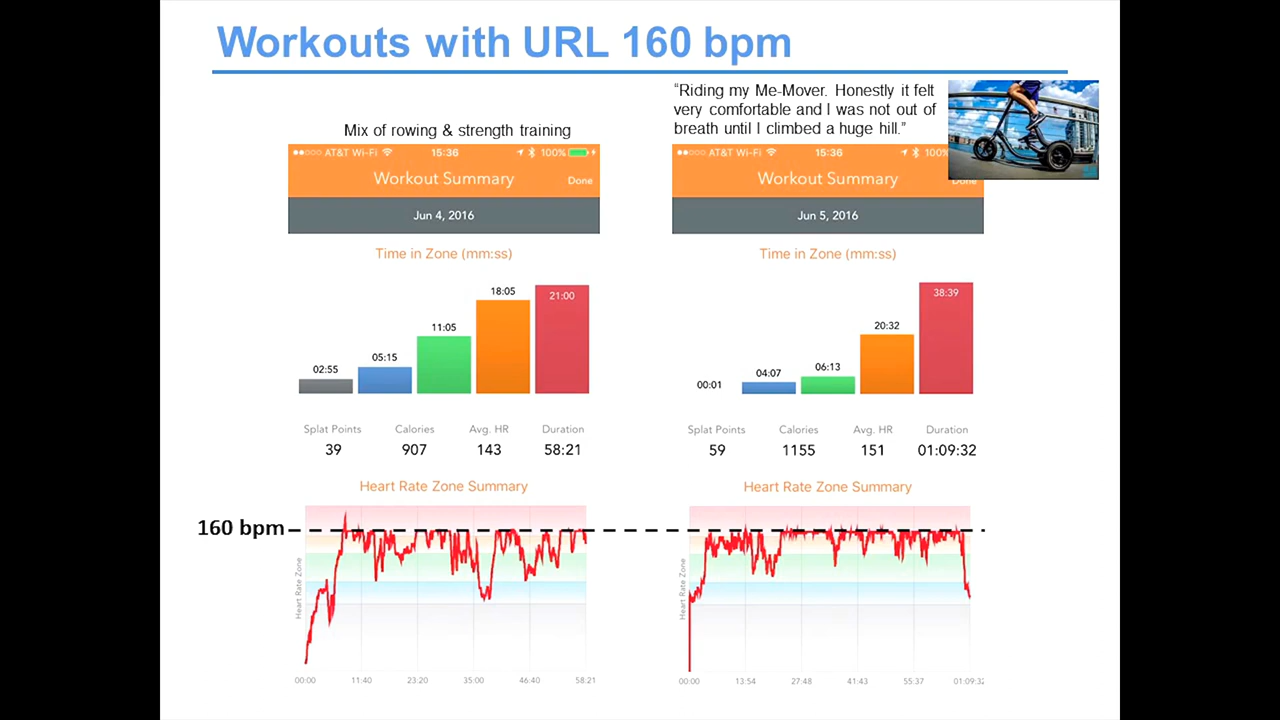 Workouts with URL 160 bpm
“Riding my Me-Mover. Honestly it felt
very comfortable and I was not out of
breath until I climbed a huge hill.”
Mix of rowing & strength training
AT&T Wi-Fi 15:36 100%
Workout Summary Done
Jun 4, 2016
Time in Zone (mm:ss)
02:55 05:15 11:05 18:05 21:00
Splat Points Calories Avg. HR Duration
39 907 143 58:21
Heart Rate Zone Summary
160 bpm
Heart Rate Zone
00:00 11:40 23:20 35:00 46:40 58:21
AT&T Wi-Fi 15:36 100%
Workout Summary Done
Jun 5, 2016
Time in Zone (mm:ss)
00:01 04:07 06:13 20:32 38:39
Splat Points Calories Avg. HR Duration
59 1155 151 01:09:32
Heart Rate Zone Summary
Heart Rate Zone
00:00 13:54 27:48 41:43 55:37 01:09:32